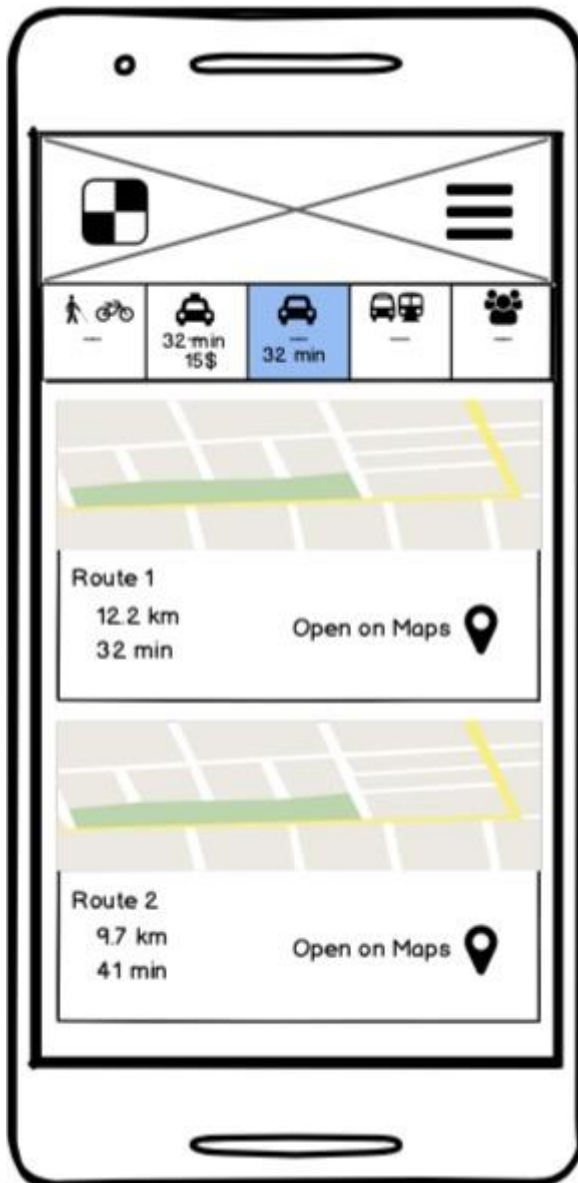 32 min
15$
32 min
Route 1
12.2 km
32 min
Open on Maps
Route 2
9.7 km
41 min
Open on Maps